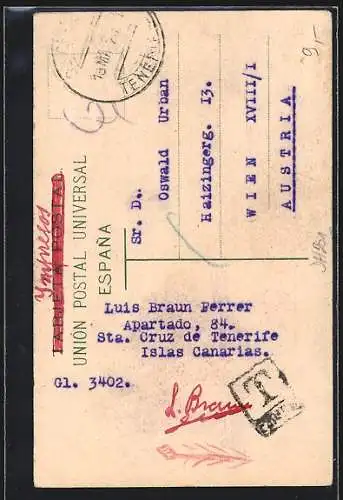 Impresos
TARJETA POSTAL
UNIÓN POSTAL UNIVERSAL
ESPAÑA
TENERIFE
Sr. D.
Oswald Urban
Haizingerg. 13.
WIEN XVIII/I
AUSTRIA
Luis Braun Ferrer
Apartado, 84.
Sta. Cruz de Tenerife
Islas Canarias.
Gl. 3402.
L. Braun
T